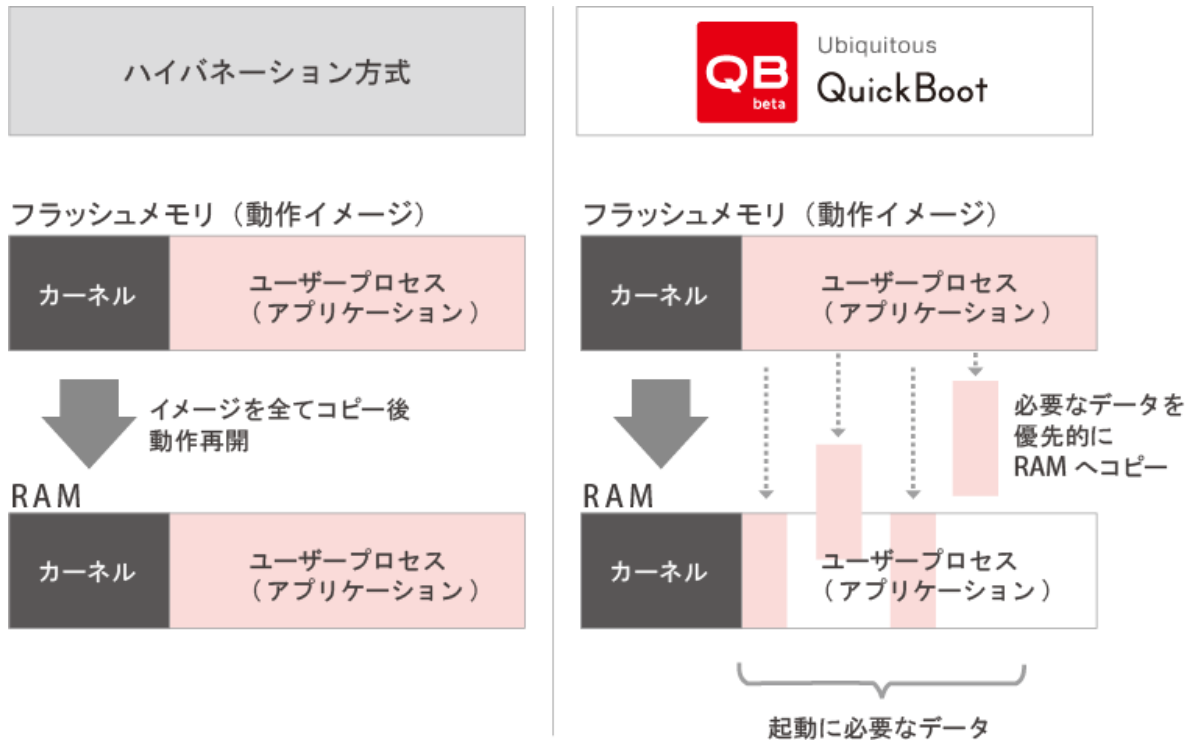 ハイバネーション方式
フラッシュメモリ（動作イメージ）
カーネル
ユーザープロセス
（アプリケーション）
イメージを全てコピー後
動作再開
RAM
カーネル
ユーザープロセス
（アプリケーション）
QB
beta
Ubiquitous
QuickBoot
フラッシュメモリ（動作イメージ）
カーネル
ユーザープロセス
（アプリケーション）
必要なデータを
優先的に
RAM へコピー
RAM
カーネル
ユーザープロセス
（アプリケーション）
起動に必要なデータ